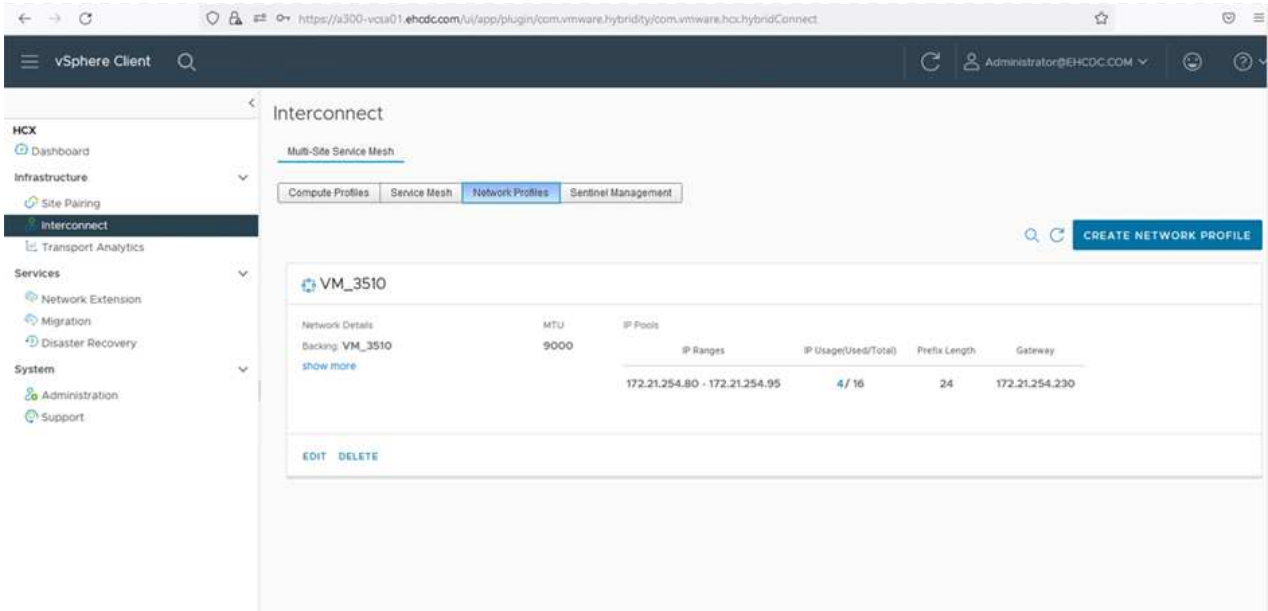 https://a300-vcsa01.ehcdc.com/ui/app/plugin/com.vmware.hybridity/com.vmware.hcx.hybridConnect
vSphere Client
Administrator@EHCDC.COM
Interconnect
Multi-Site Service Mesh
Compute Profiles Service Mesh Network Profiles Sentinel Management
HCX
Dashboard
Infrastructure
Site Pairing
Interconnect
Transport Analytics
Services
Network Extension
Migration
Disaster Recovery
System
Administration
Support
CREATE NETWORK PROFILE
VM_3510
Network Details MTU IP Pools
Backing: VM_3510 9000
show more
IP Ranges IP Usage(Used/Total) Prefix Length Gateway
172.21.254.80 - 172.21.254.95 4/ 16 24 172.21.254.230
EDIT DELETE